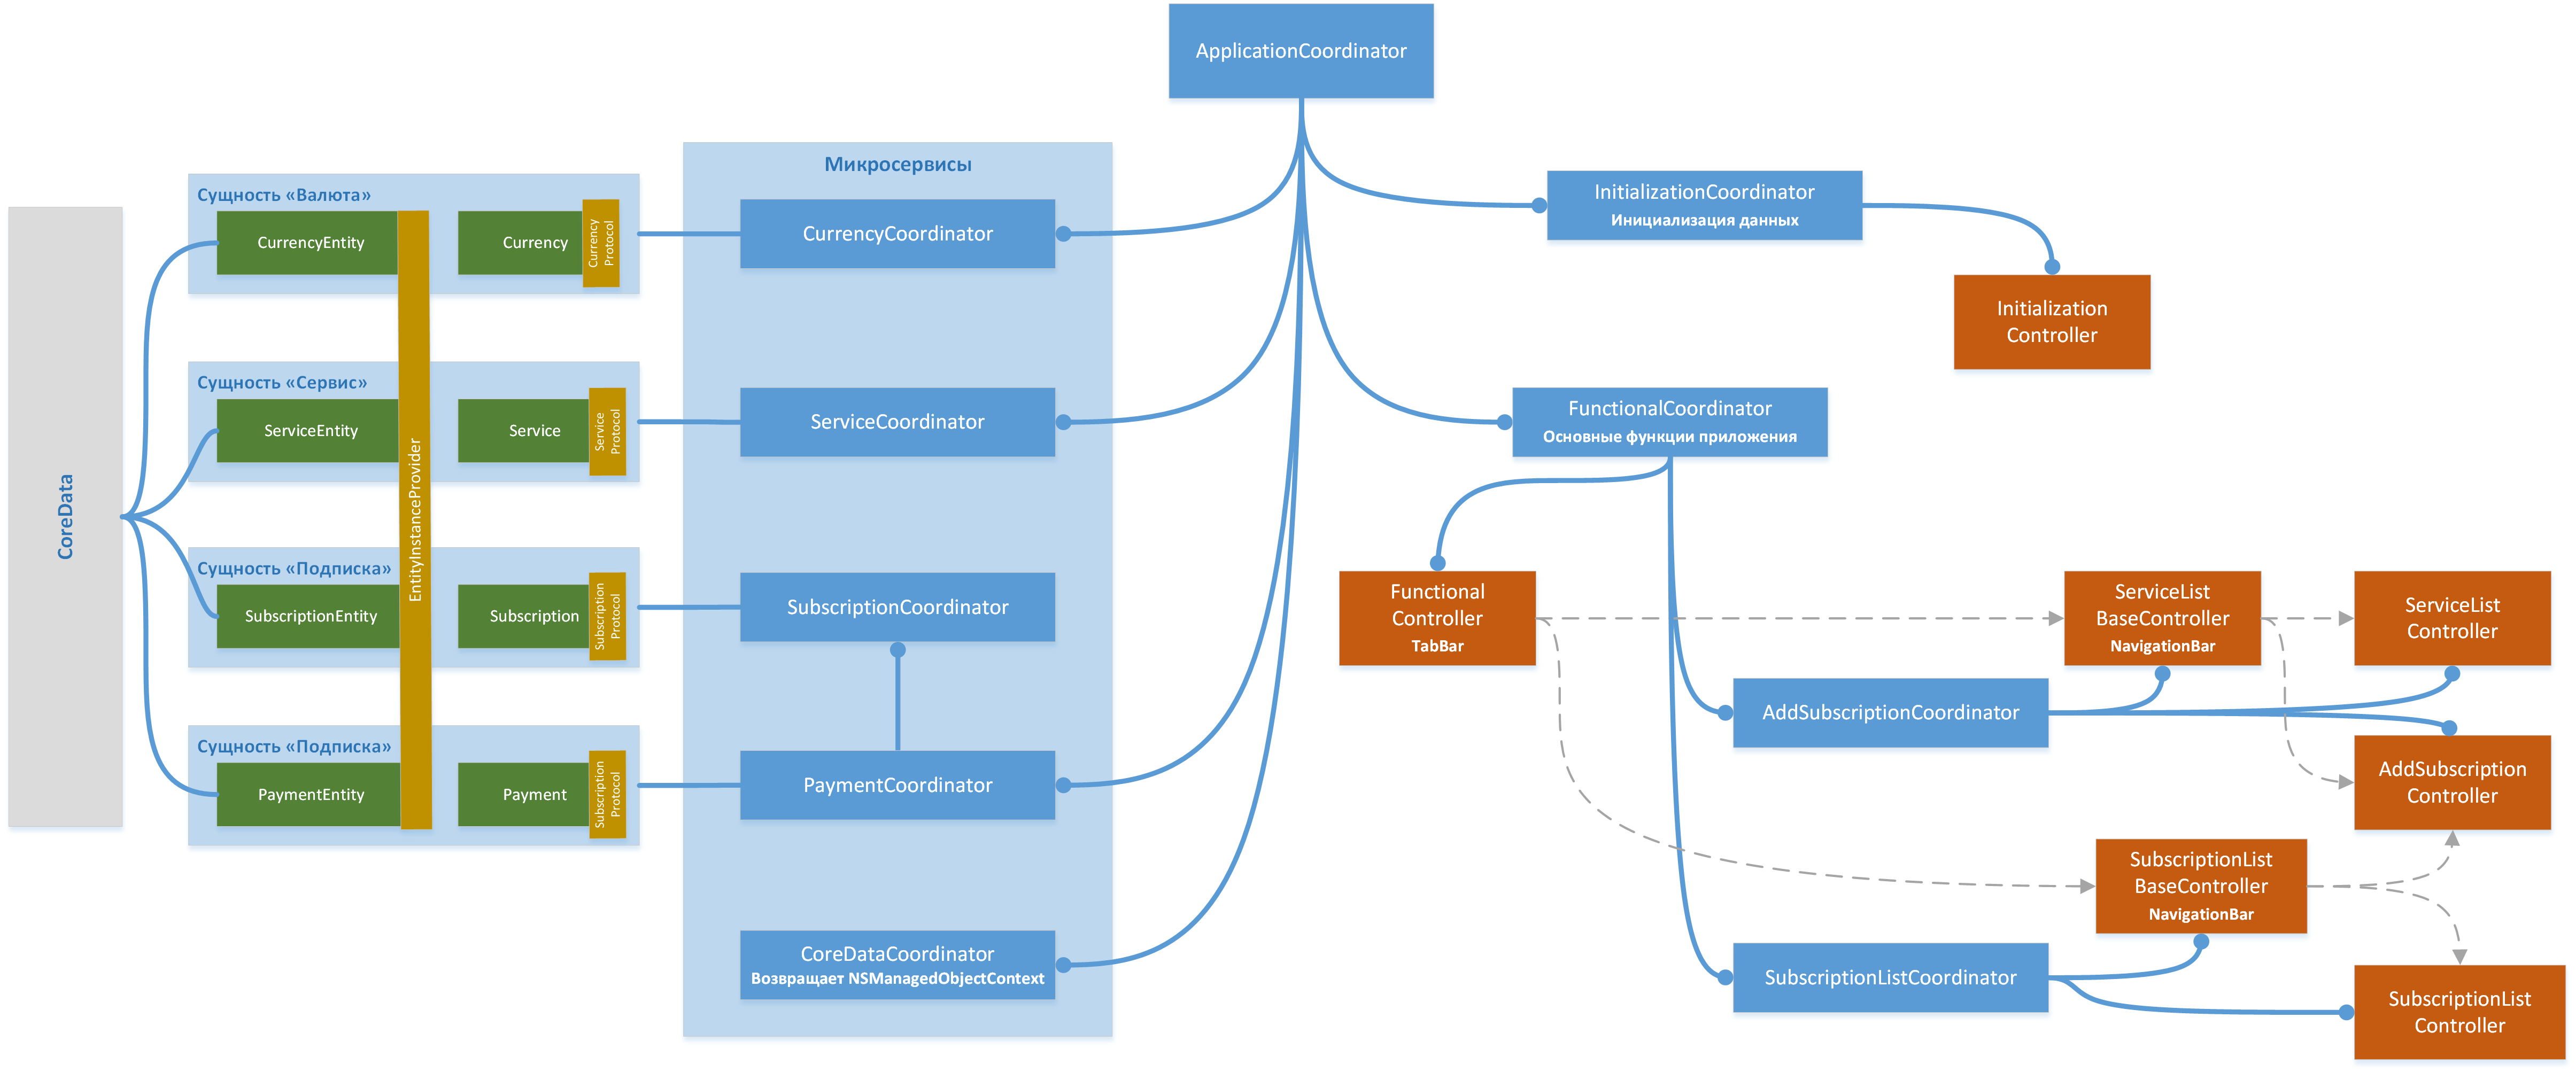 ApplicationCoordinator
Микросервисы
CoreData
Сущность «Валюта»
CurrencyEntity
Currency
Currency
Protocol
CurrencyCoordinator
Сущность «Сервис»
ServiceEntity
Service
Service
Protocol
ServiceCoordinator
EntityInstanceProvider
Сущность «Подписка»
SubscriptionEntity
Subscription
Subscription
Protocol
SubscriptionCoordinator
Сущность «Подписка»
PaymentEntity
Payment
Subscription
Protocol
PaymentCoordinator
CoreDataCoordinator
Возвращает NSManagedObjectContext
InitializationCoordinator
Инициализация данных
Initialization
Controller
FunctionalCoordinator
Основные функции приложения
Functional
Controller
TabBar
ServiceList
BaseController
NavigationBar
ServiceList
Controller
AddSubscriptionCoordinator
AddSubscription
Controller
SubscriptionList
BaseController
NavigationBar
SubscriptionListCoordinator
SubscriptionList
Controller